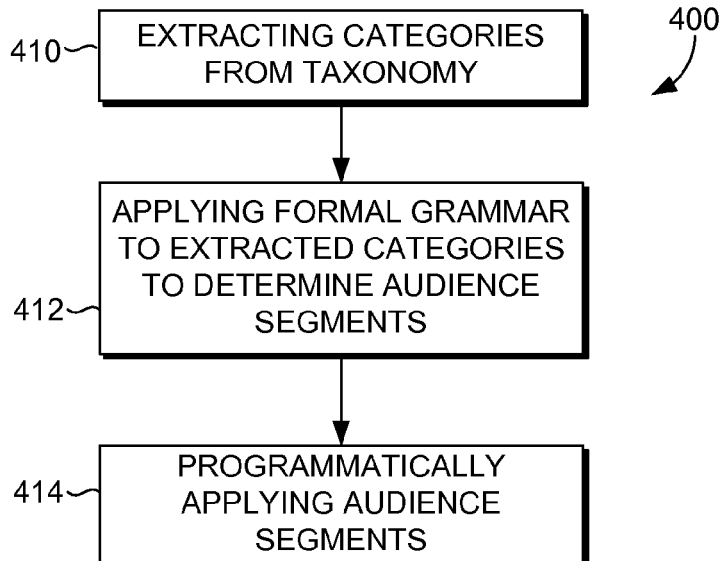 400
410
EXTRACTING CATEGORIES
FROM TAXONOMY
412
APPLYING FORMAL GRAMMAR
TO EXTRACTED CATEGORIES
TO DETERMINE AUDIENCE
SEGMENTS
414
PROGRAMMATICALLY
APPLYING AUDIENCE
SEGMENTS